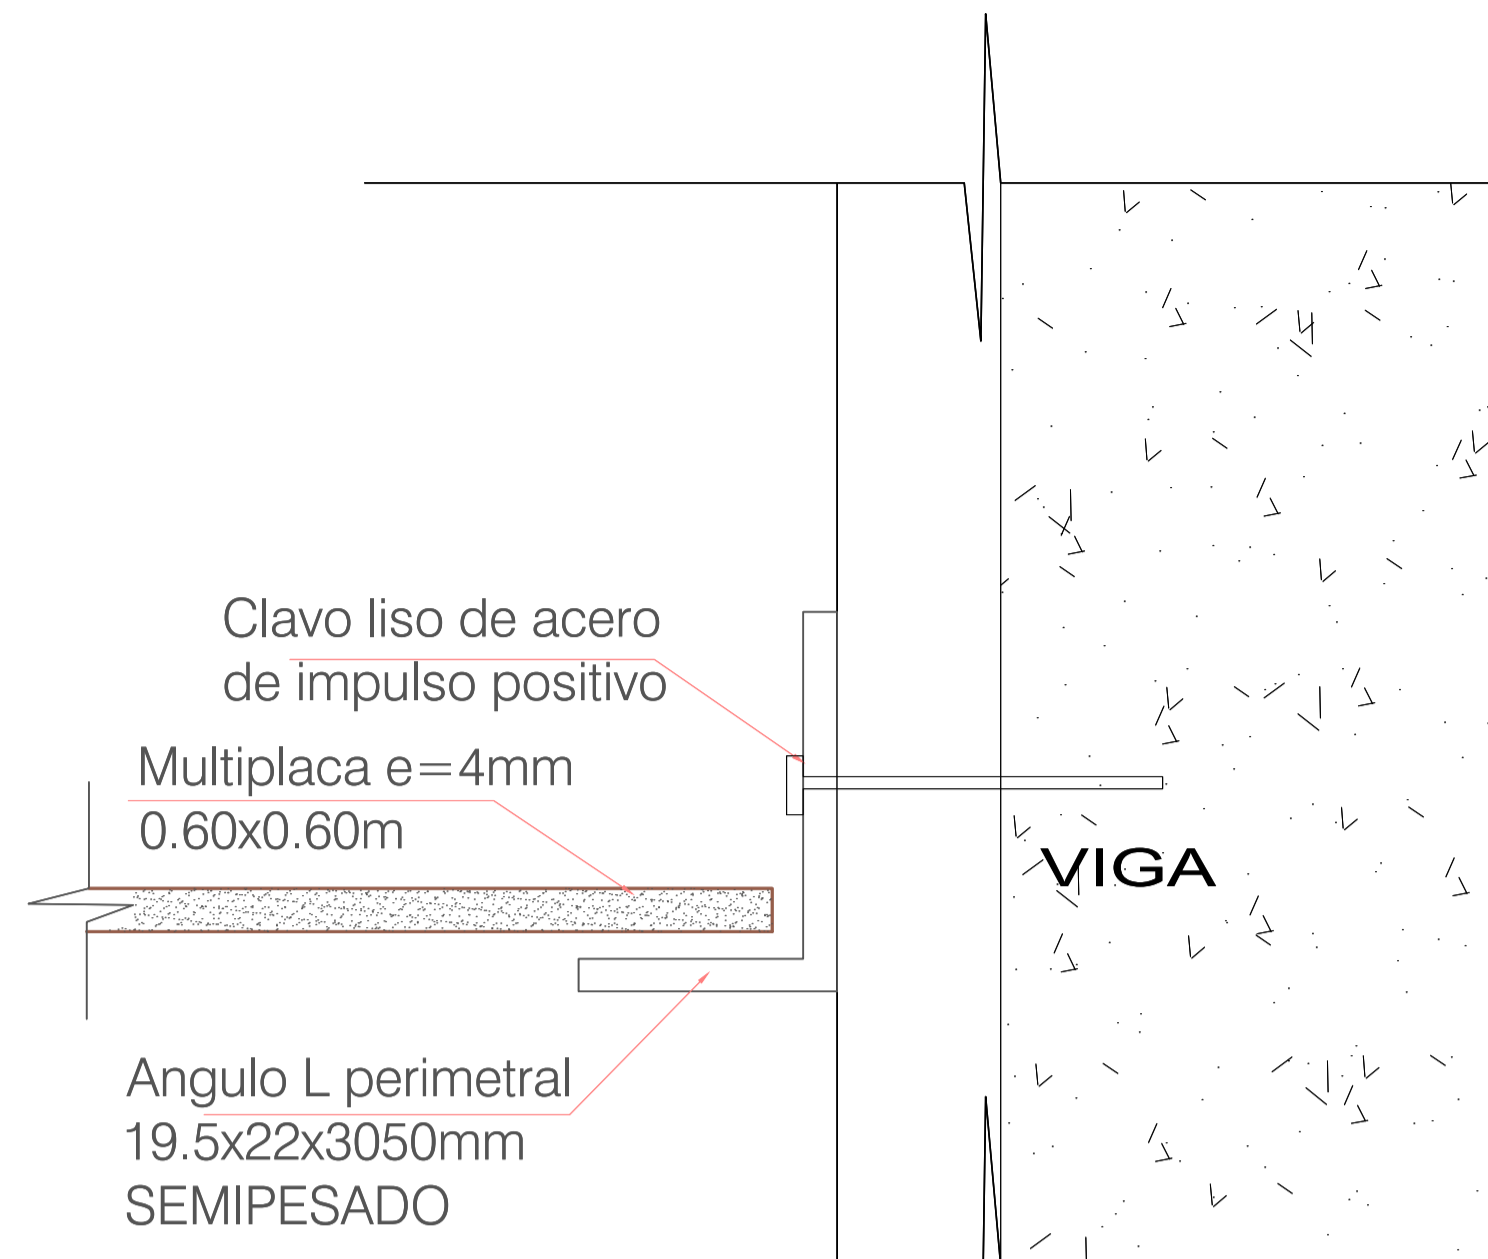 Clavo liso de acero
de impulso positivo
Multiplaca e=4mm
0.60x0.60m
VIGA
Angulo L perimetral
19.5x22x3050mm
SEMIPESADO